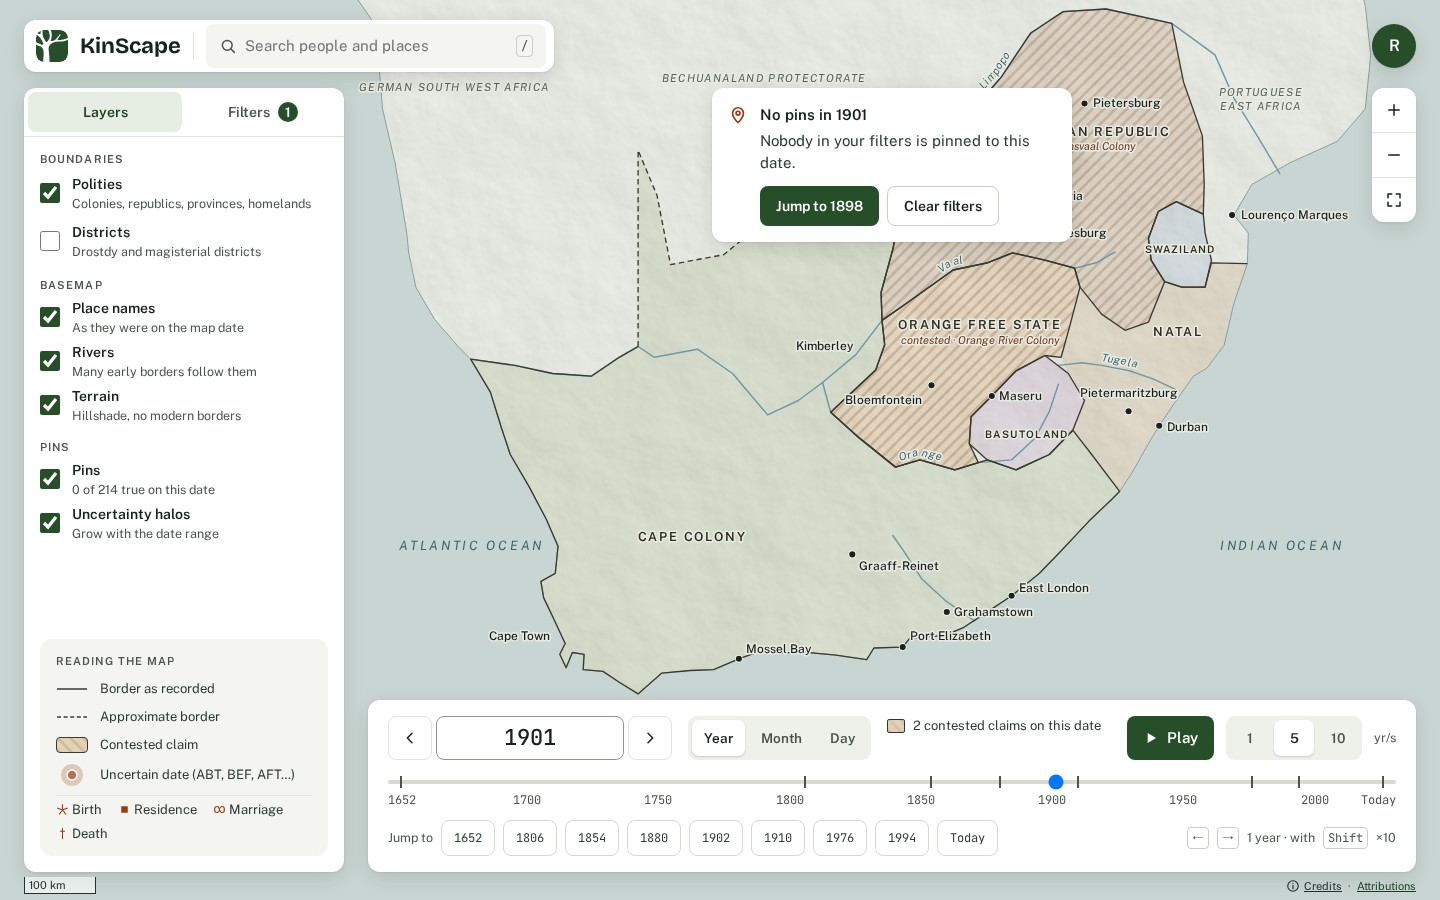 KinScape
Search people and places
/
R
Layers
Filters 1
BOUNDARIES
Polities
Colonies, republics, provinces, homelands
Districts
Drostdy and magisterial districts
BASEMAP
Place names
As they were on the map date
Rivers
Many early borders follow them
Terrain
Hillshade, no modern borders
PINS
Pins
0 of 214 true on this date
Uncertainty halos
Grow with the date range
READING THE MAP
Border as recorded
Approximate border
Contested claim
Uncertain date (ABT, BEF, AFT…)
Birth
Residence
Marriage
Death
100 km
GERMAN SOUTH WEST AFRICA
BECHUANALAND PROTECTORATE
Limpopo
PORTUGUESE
EAST AFRICA
Pietersburg
AN REPUBLIC
nsvaal Colony
No pins in 1901
Nobody in your filters is pinned to this
date.
Jump to 1898
Clear filters
ia
esburg
Lourenço Marques
SWAZILAND
Vaal
ORANGE FREE STATE
contested · Orange River Colony
NATAL
Kimberley
Tugela
Bloemfontein
Maseru
Pietermaritzburg
Durban
BASUTOLAND
Orange
CAPE COLONY
ATLANTIC OCEAN
INDIAN OCEAN
Graaff-Reinet
East London
Grahamstown
Cape Town
Port Elizabeth
Mossel Bay
1901
Year
Month
Day
2 contested claims on this date
Play
1
5
10
yr/s
1652
1700
1750
1800
1850
1900
1950
2000
Today
Jump to
1652
1806
1854
1880
1902
1910
1976
1994
Today
← → 1 year · with Shift ×10
Credits · Attributions